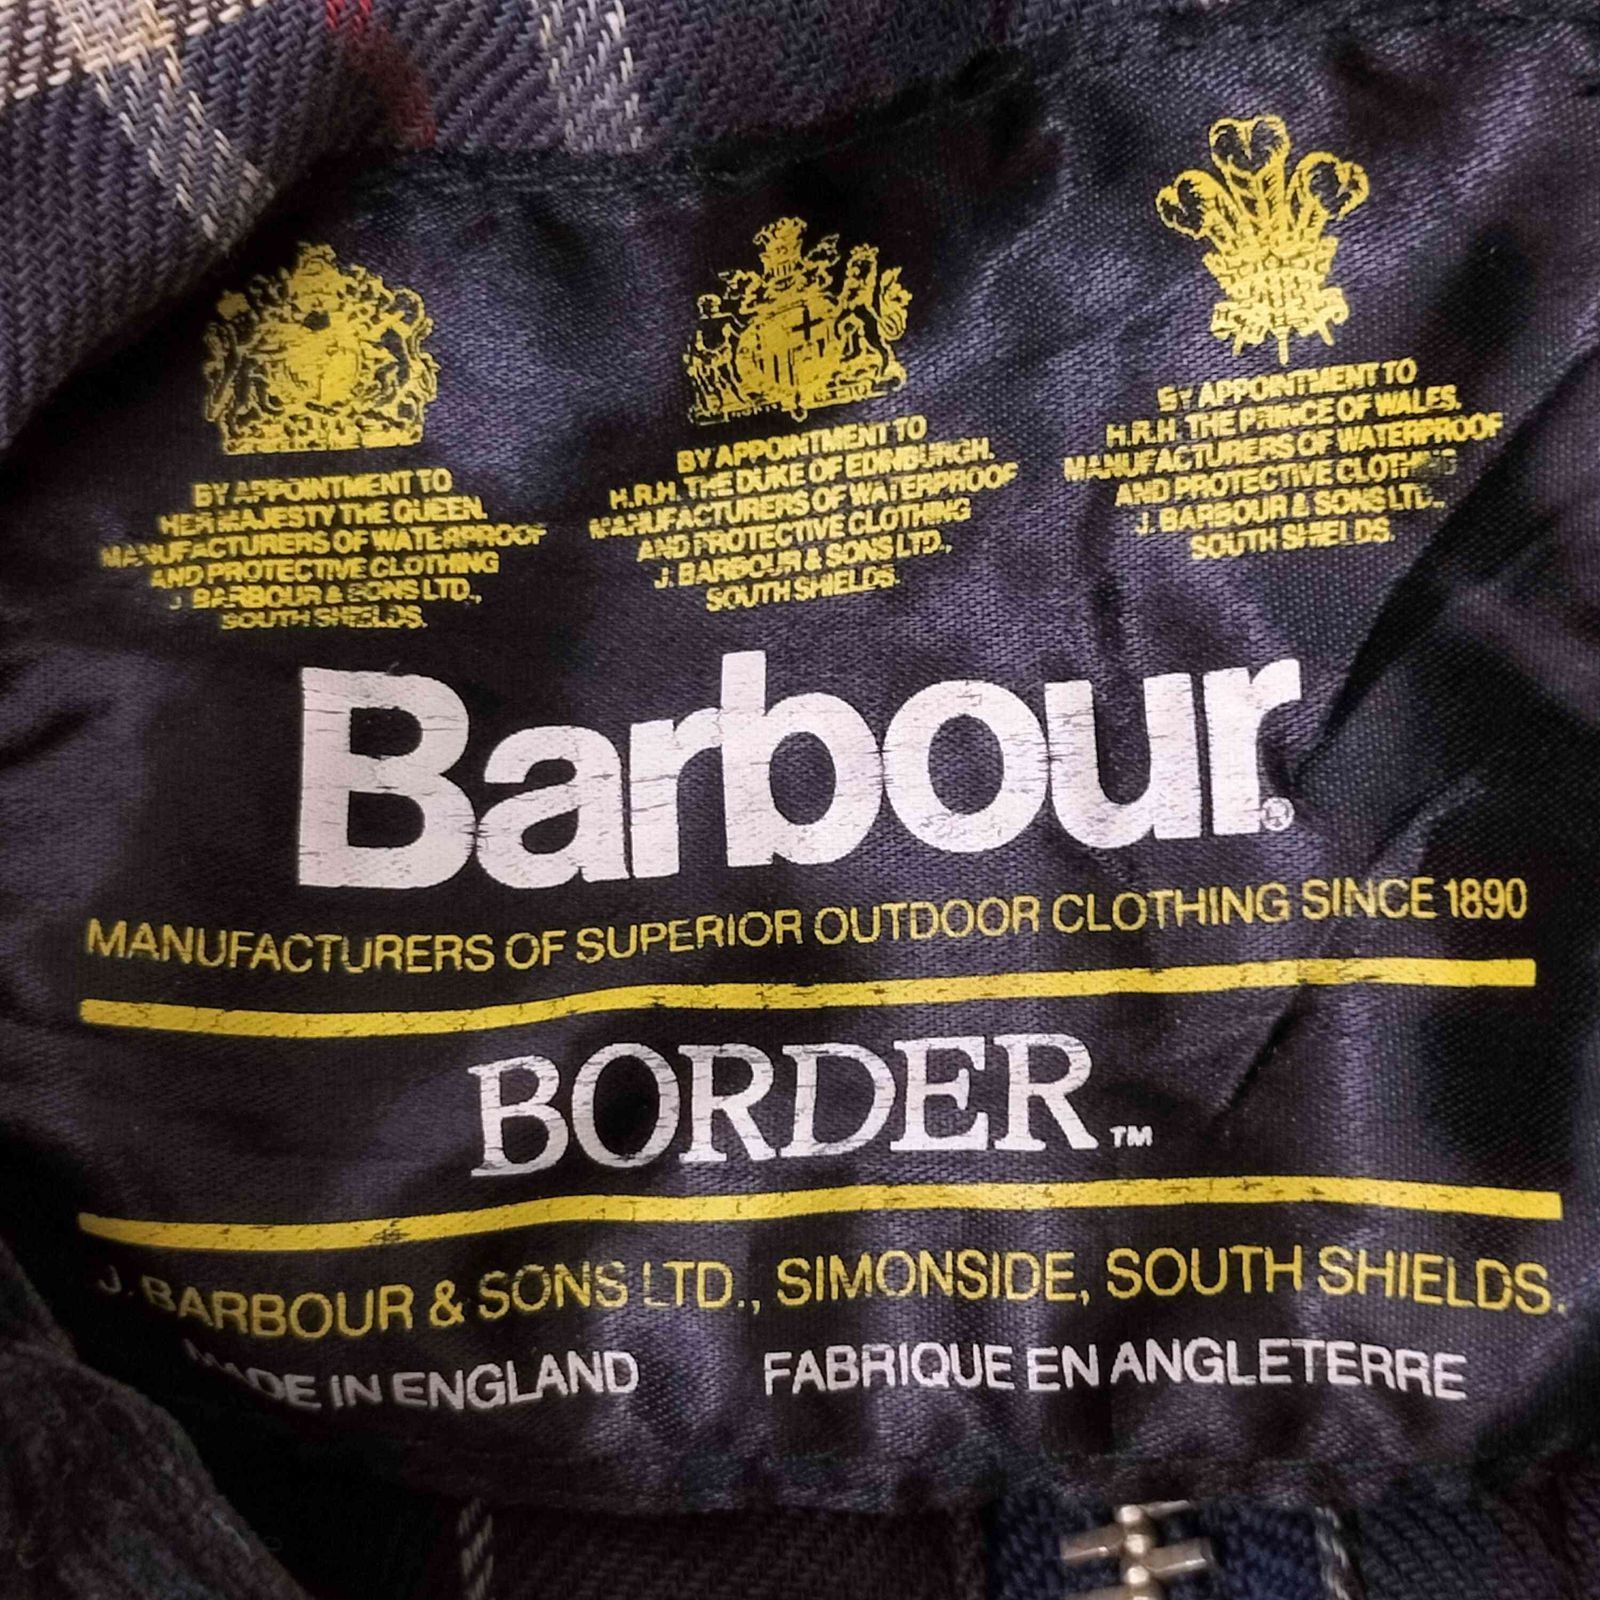 BY APPOINTMENT TO
HER MAJESTY THE QUEEN.
MANUFACTURERS OF WATERPROOF
AND PROTECTIVE CLOTHING
J. BARBOUR & SONS LTD.,
SOUTH SHIELDS.
BY APPOINTMENT TO
H.R.H. THE DUKE OF EDINBURGH.
MANUFACTURERS OF WATERPROOF
AND PROTECTIVE CLOTHING
J. BARBOUR & SONS LTD.,
SOUTH SHIELDS.
BY APPOINTMENT TO
H.R.H. THE PRINCE OF WALES.
MANUFACTURERS OF WATERPROOF
AND PROTECTIVE CLOTHING
J. BARBOUR & SONS LTD.,
SOUTH SHIELDS.
Barbour®
MANUFACTURERS OF SUPERIOR OUTDOOR CLOTHING SINCE 1890
BORDER™
J. BARBOUR & SONS LTD., SIMONSIDE, SOUTH SHIELDS.
MADE IN ENGLAND FABRIQUE EN ANGLETERRE